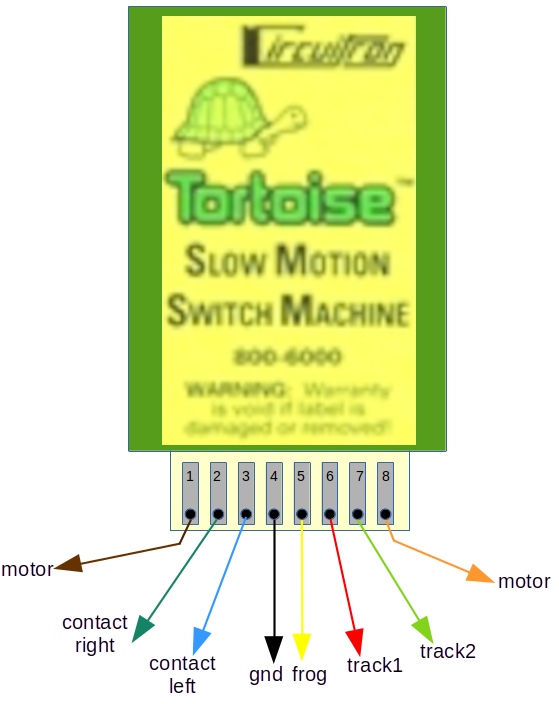 Circuitron
Tortoise™
SLOW MOTION
SWITCH MACHINE
800-6000
WARNING: Warranty
is void if label is
damaged or removed!
1 2 3 4 5 6 7 8
motor
contact
right
contact
left
gnd
frog
track1
track2
motor